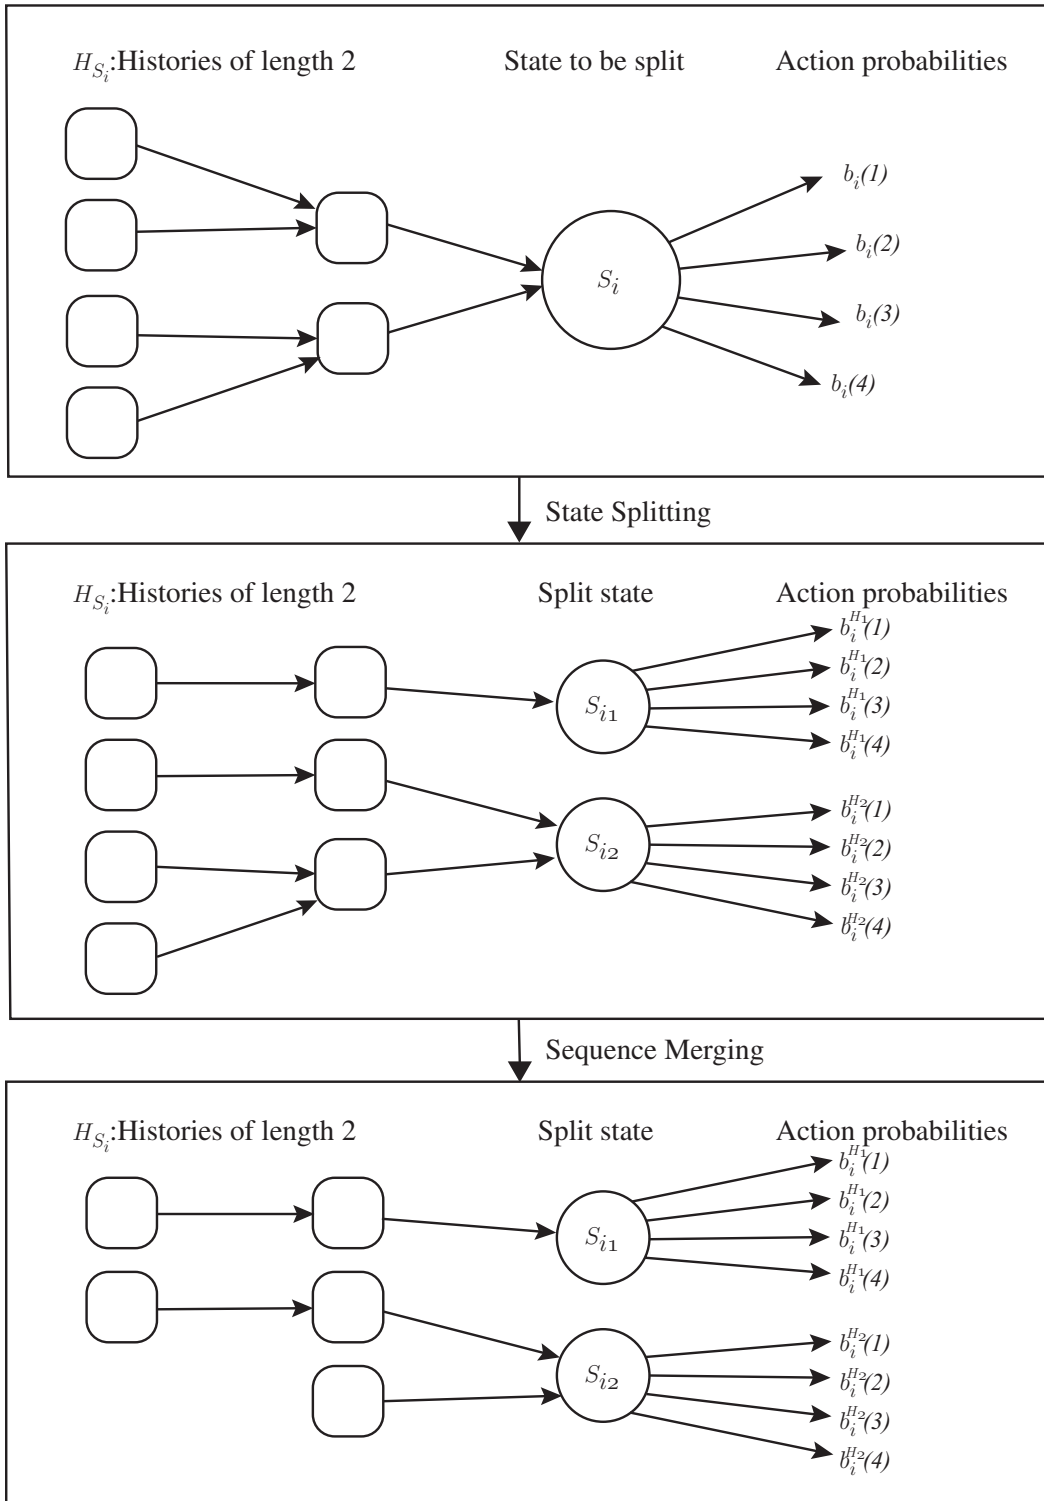 H_{S_i}:Histories of length 2 State to be split Action probabilities
b_i(1)
b_i(2)
S_i
b_i(3)
b_i(4)
State Splitting
H_{S_i}:Histories of length 2 Split state Action probabilities
b_i^{H_1}(1)
b_i^{H_1}(2)
S_{i1}
b_i^{H_1}(3)
b_i^{H_1}(4)
b_i^{H_2}(1)
S_{i2}
b_i^{H_2}(2)
b_i^{H_2}(3)
b_i^{H_2}(4)
Sequence Merging
H_{S_i}:Histories of length 2 Split state Action probabilities
b_i^{H_1}(1)
b_i^{H_1}(2)
S_{i1}
b_i^{H_1}(3)
b_i^{H_1}(4)
b_i^{H_2}(1)
S_{i2}
b_i^{H_2}(2)
b_i^{H_2}(3)
b_i^{H_2}(4)